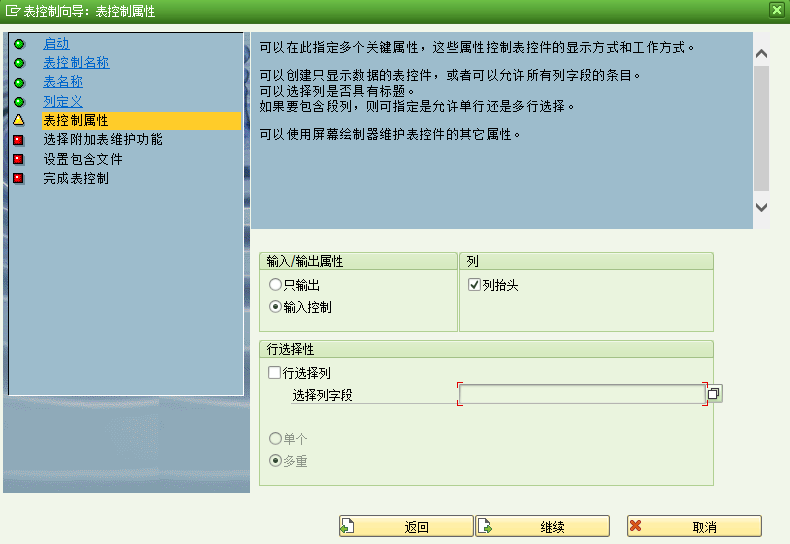 表控制向导：表控制属性
启动
表控制名称
表名称
列定义
表控制属性
选择附加表维护功能
设置包含文件
完成表控制
可以在此指定多个关键属性，这些属性控制表控件的显示方式和工作方式。
可以创建只显示数据的表控件，或者可以允许所有列字段的条目。
可以选择列是否具有标题。
如果要包含段列，则可指定是允许单行还是多行选择。
可以使用屏幕绘制器维护表控件的其它属性。
输入/输出属性
只输出
输入控制
列
列抬头
行选择性
行选择列
选择列字段
单个
多重
返回
继续
取消